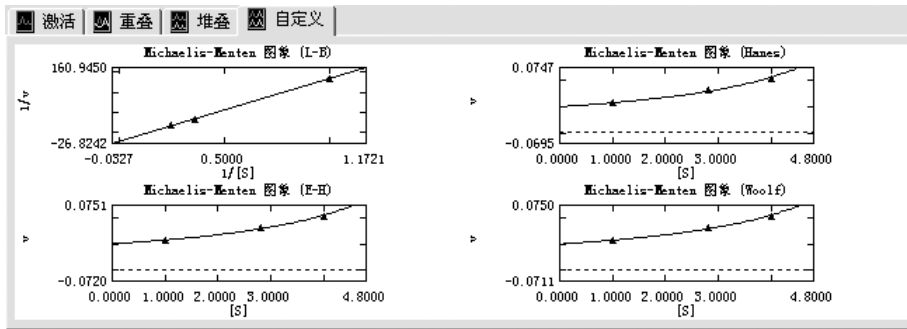 激活 重叠 堆叠 自定义
Michaelis-Menten 图象 (L-B)
160.9450
1/v
-26.8242
-0.0327 0.5000 1.1721
1/[S]
Michaelis-Menten 图象 (Hanes)
0.0747
v
-0.0695
0.0000 1.0000 2.0000 3.0000 4.8000
[S]
Michaelis-Menten 图象 (E-H)
0.0751
v
-0.0720
0.0000 1.0000 2.0000 3.0000 4.8000
[S]
Michaelis-Menten 图象 (Woolf)
0.0750
v
-0.0711
0.0000 1.0000 2.0000 3.0000 4.8000
[S]